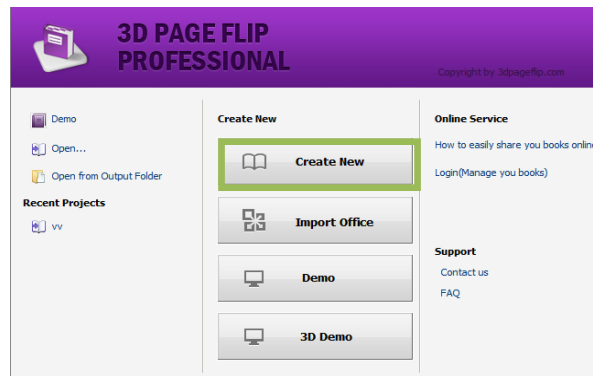 3D PAGE FLIP
PROFESSIONAL
Copyright by 3dpageflip.com
Demo
Open...
Open from Output Folder
Recent Projects
vv
Create New
Create New
Import Office
Demo
3D Demo
Online Service
How to easily share you books online
Login(Manage you books)
Support
Contact us
FAQ